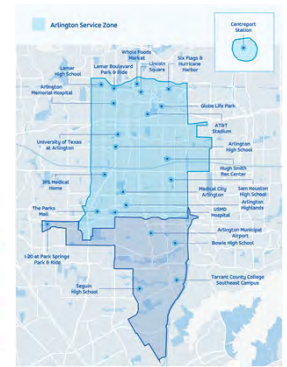 Arlington Service Zone
Centreport
Station
Whole Foods
Market
Lamar
High School
Lamar Boulevard
Park & Ride
Lincoln
Square
Six Flags &
Hurricane
Harbor
Arlington
Memorial Hospital
Globe Life Park
AT&T
Stadium
University of Texas
at Arlington
Arlington
High School
Hugh Smith
Rec Center
JPS Medical
Home
Medical City
Arlington
Sam Houston
High School
Arlington
Highlands
The Parks
Mall
USMD
Hospital
Arlington Municipal
Airport
Bowie High School
I-20 at Park Springs
Park & Ride
Seguin
High School
Tarrant County College
Southeast Campus